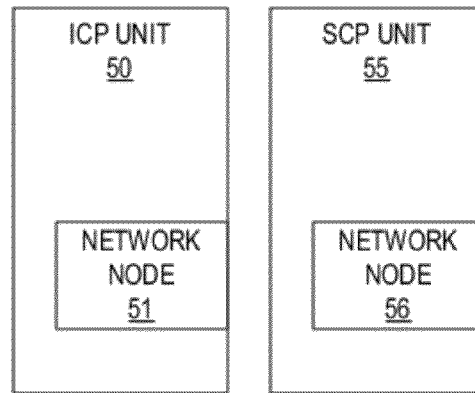 ICP UNIT
50
NETWORK
NODE
51
SCP UNIT
55
NETWORK
NODE
56